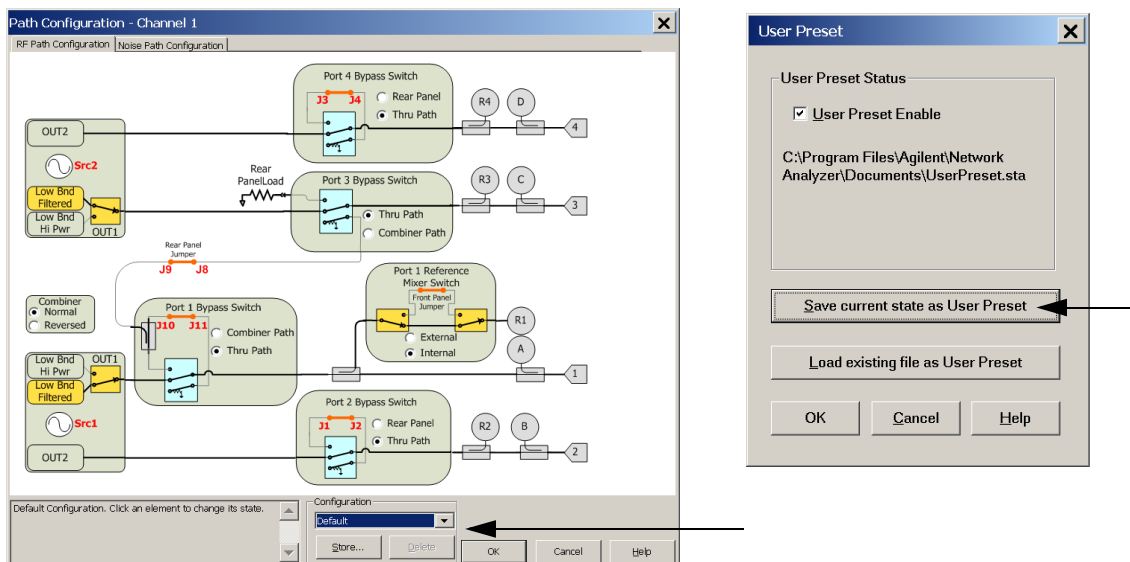 Path Configuration - Channel 1
RF Path Configuration
Noise Path Configuration
Port 4 Bypass Switch
J3 J4
Rear Panel
Thru Path
R4
D
4
OUT2
Src2
Low Bnd
Filtered
Low Bnd
Hi Pwr
OUT1
Rear
PanelLoad
Port 3 Bypass Switch
Thru Path
Combiner Path
R3
C
3
Rear Panel
Jumper
J9 J8
Port 1 Reference
Mixer Switch
Front Panel
Jumper
External
Internal
R1
A
1
Combiner
Normal
Reversed
Port 1 Bypass Switch
J10 J11
Combiner Path
Thru Path
Low Bnd
Hi Pwr
OUT1
Low Bnd
Filtered
Src1
OUT2
Port 2 Bypass Switch
J1 J2
Rear Panel
Thru Path
R2
B
2
Default Configuration. Click an element to change its state.
Configuration
Default
Store...
Delete
OK
Cancel
Help
User Preset
User Preset Status
User Preset Enable
C:\Program Files\Agilent\Network
Analyzer\Documents\UserPreset.sta
Save current state as User Preset
Load existing file as User Preset
OK
Cancel
Help